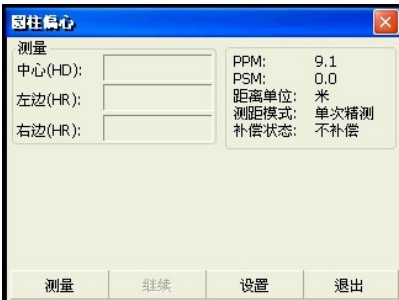 圆柱偏心
测量
中心(HD):
左边(HR):
右边(HR):
PPM: 9.1
PSM: 0.0
距离单位: 米
测距模式: 单次精测
补偿状态: 不补偿
测量 继续 设置 退出